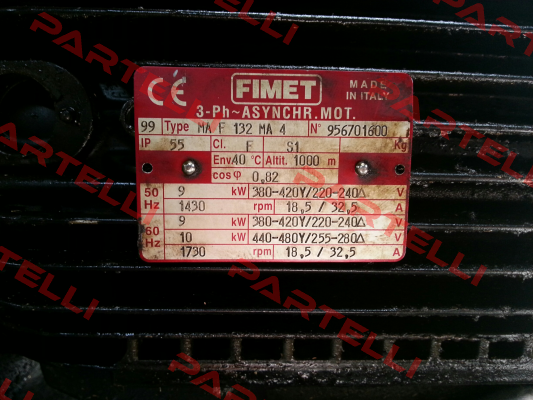 CE FIMET MADE IN ITALY
3-Ph~ASYNCHR.MOT.
99 Type MA F 132 MA 4 N° 956701600
IP 55 Cl. F S1 Kg
Env. 40 °C Altit. 1000 m
cosφ 0,82
50 Hz 9 kW 380-420Y/220-240Δ V
1430 rpm 18,5 / 32,5 A
60 Hz 9 kW 380-420Y/220-240Δ V
10 kW 440-480Y/255-280Δ
1730 rpm 18,5 / 32,5 A
PARTELLI
PARTELLI
PARTELLI
PARTELLI
PARTELLI
PARTELLI